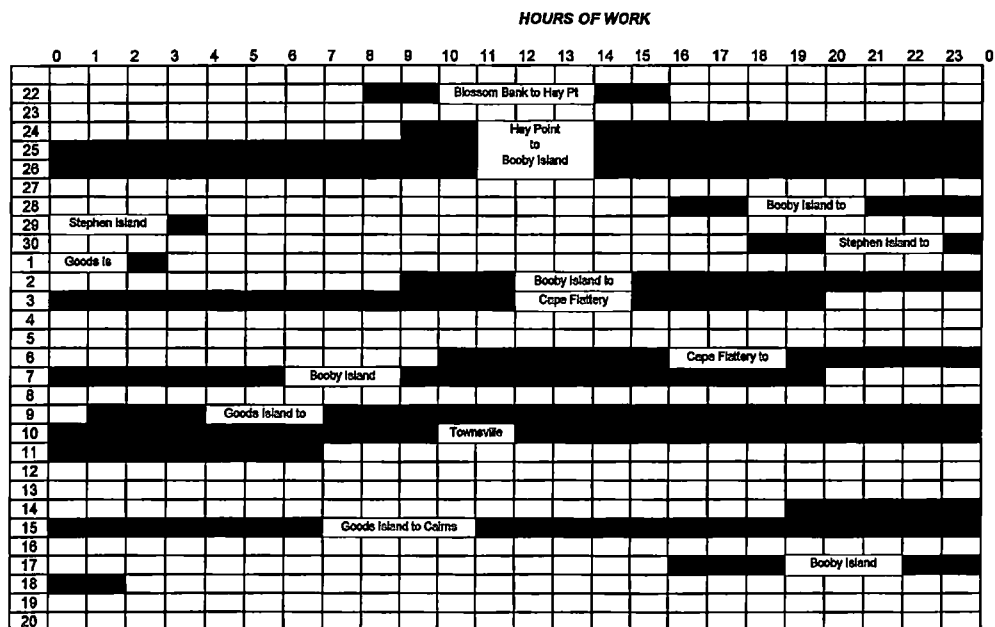 HOURS OF WORK
0 1 2 3 4 5 6 7 8 9 10 11 12 13 14 15 16 17 18 19 20 21 22 23 0
22 Blossom Bank to Hay Pt
23
24 Hay Point
25 to
26 Booby Island
27
28 Booby Island to
29 Stephen Island
30 Stephen Island to
1 Goods Is
2 Booby Island to
3 Cape Flattery
4
5
6 Cape Flattery to
7 Booby Island
8
9 Goods Island to
10 Townsville
11
12
13
14
15 Goods Island to Cairns
16
17 Booby Island
18
19
20